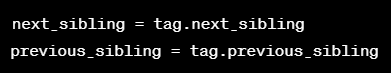 next_sibling = tag.next_sibling
previous_sibling = tag.previous_sibling